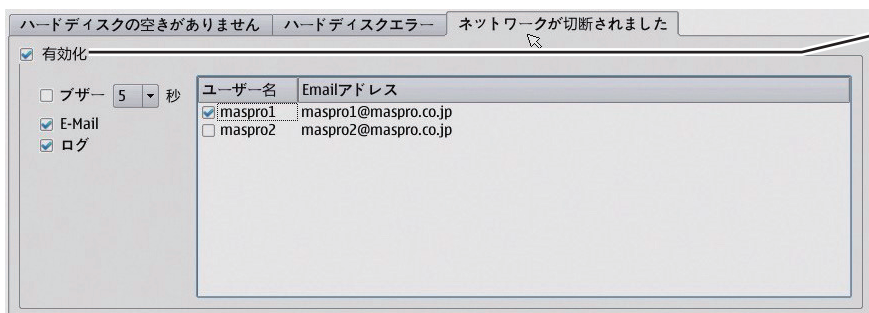 ハードディスクの空きがありません ハードディスクエラー ネットワークが切断されました
有効化
ブザー 5 秒
E-Mail
ログ
ユーザー名 Emailアドレス
maspro1 maspro1@maspro.co.jp
maspro2 maspro2@maspro.co.jp